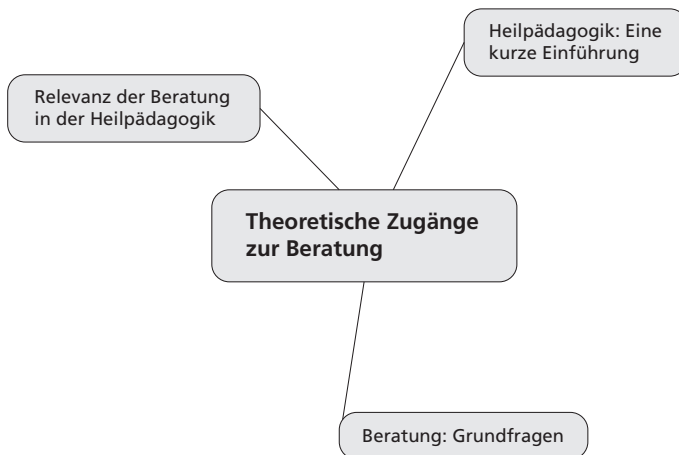 Heilpädagogik: Eine
kurze Einführung
Relevanz der Beratung
in der Heilpädagogik
Theoretische Zugänge
zur Beratung
Beratung: Grundfragen